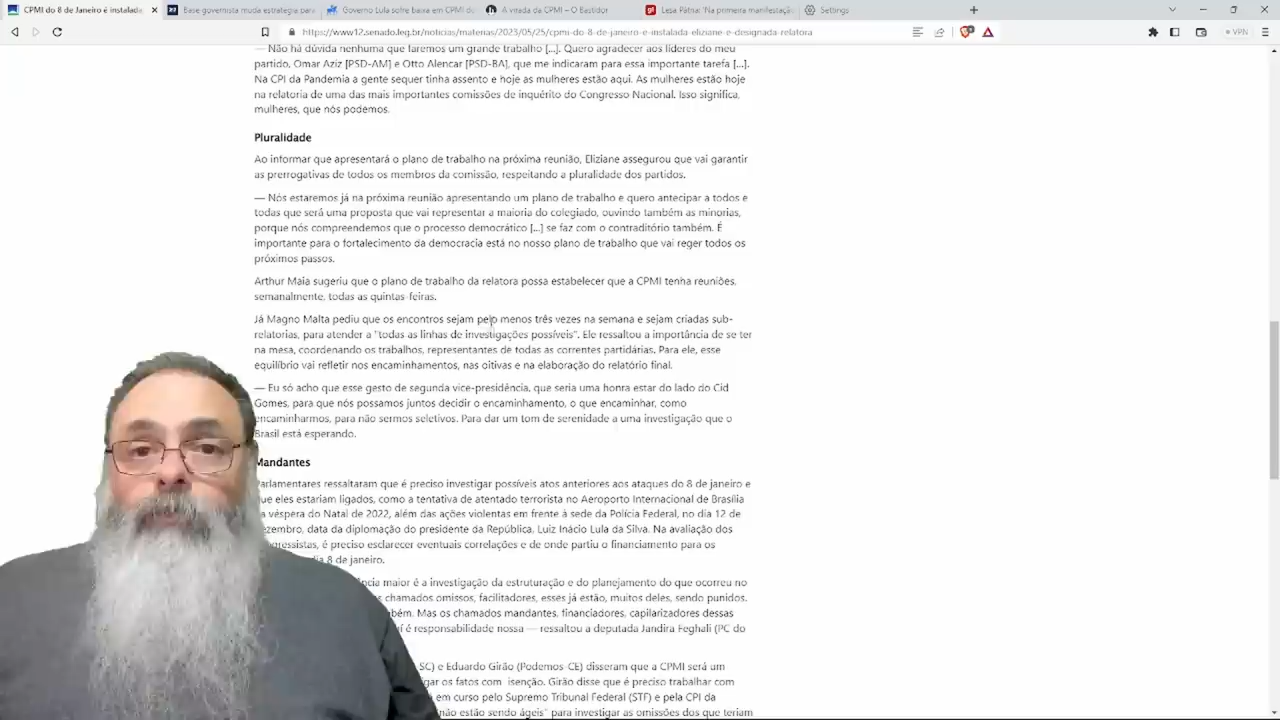 CPMI do 8 de Janeiro é instalada
Base governista muda estratégia para
Governo Lula sofre baixa em CPMI do
A virada da CPMI – O Bastidor
Lesa Pátria: 'Na primeira manifestação
Settings
https://www12.senado.leg.br/noticias/materias/2023/05/25/cpmi-do-8-de-janeiro-e-instalada-eliziane-e-designada-relatora
VPN
— Não há dúvida nenhuma que faremos um grande trabalho [...]. Quero agradecer aos líderes do meu
partido, Omar Aziz [PSD-AM] e Otto Alencar [PSD-BA], que me indicaram para essa importante tarefa [...].
Na CPI da Pandemia a gente sequer tinha assento e hoje as mulheres estão aqui. As mulheres estão hoje
na relatoria de uma das mais importantes comissões de inquérito do Congresso Nacional. Isso significa,
mulheres, que nós podemos.
Pluralidade
Ao informar que apresentará o plano de trabalho na próxima reunião, Eliziane assegurou que vai garantir
as prerrogativas de todos os membros da comissão, respeitando a pluralidade dos partidos.
— Nós estaremos já na próxima reunião apresentando um plano de trabalho e quero antecipar a todos e
todas que será uma proposta que vai representar a maioria do colegiado, ouvindo também as minorias,
porque nós compreendemos que o processo democrático [...] se faz com o contraditório também. É
importante para o fortalecimento da democracia está no nosso plano de trabalho que vai reger todos os
próximos passos.
Arthur Maia sugeriu que o plano de trabalho da relatora possa estabelecer que a CPMI tenha reuniões,
semanalmente, todas as quintas-feiras.
Já Magno Malta pediu que os encontros sejam pelo menos três vezes na semana e sejam criadas sub-
relatorias, para atender a "todas as linhas de investigações possíveis". Ele ressaltou a importância de se ter
na mesa, coordenando os trabalhos, representantes de todas as correntes partidárias. Para ele, esse
equilíbrio vai refletir nos encaminhamentos, nas oitivas e na elaboração do relatório final.
— Eu só acho que esse gesto de segunda vice-presidência, que seria uma honra estar do lado do Cid
Gomes, para que nós possamos juntos decidir o encaminhamento, o que encaminhar, como
encaminharmos, para não sermos seletivos. Para dar um tom de serenidade a uma investigação que o
Brasil está esperando.
Mandantes
Parlamentares ressaltaram que é preciso investigar possíveis atos anteriores aos ataques do 8 de janeiro e
que eles estariam ligados, como a tentativa de atentado terrorista no Aeroporto Internacional de Brasília
a véspera do Natal de 2022, além das ações violentas em frente à sede da Polícia Federal, no dia 12 de
dezembro, data da diplomação do presidente da República, Luiz Inácio Lula da Silva. Na avaliação dos
gressistas, é preciso esclarecer eventuais correlações e de onde partiu o financiamento para os
dia 8 de janeiro.
ncia maior é a investigação da estruturação e do planejamento do que ocorreu no
s chamados omissos, facilitadores, esses já estão, muitos deles, sendo punidos.
bém. Mas os chamados mandantes, financiadores, capilarizadores dessas
é responsabilidade nossa — ressaltou a deputada Jandira Feghali (PC do
SC) e Eduardo Girão (Podemos-CE) disseram que a CPMI será um
gar os fatos com isenção. Girão disse que é preciso trabalhar com
em curso pelo Supremo Tribunal Federal (STF) e pela CPI da
não estão sendo ágeis" para investigar as omissões dos que teriam